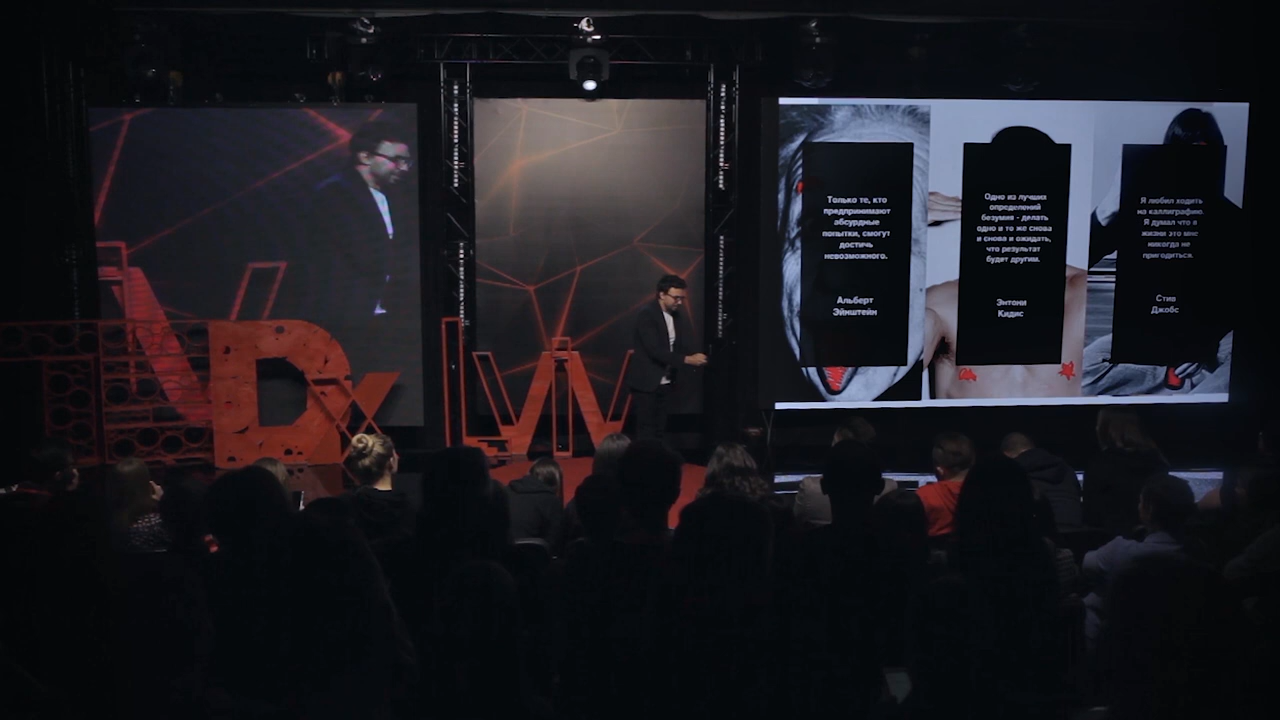 TEDx
Только те, кто
предпринимают
абсурдные
попытки, смогут
достичь
невозможного.
Альберт
Эйнштейн
Одно из лучших
определений
безумия - делать
одно и то же снова
и снова и ожидать,
что результат
будет другим.
Энтони
Кидис
Я любил ходить
на каллиграфию.
Я думал что в
жизни это мне
никогда не
пригодиться.
Стив
Джобс